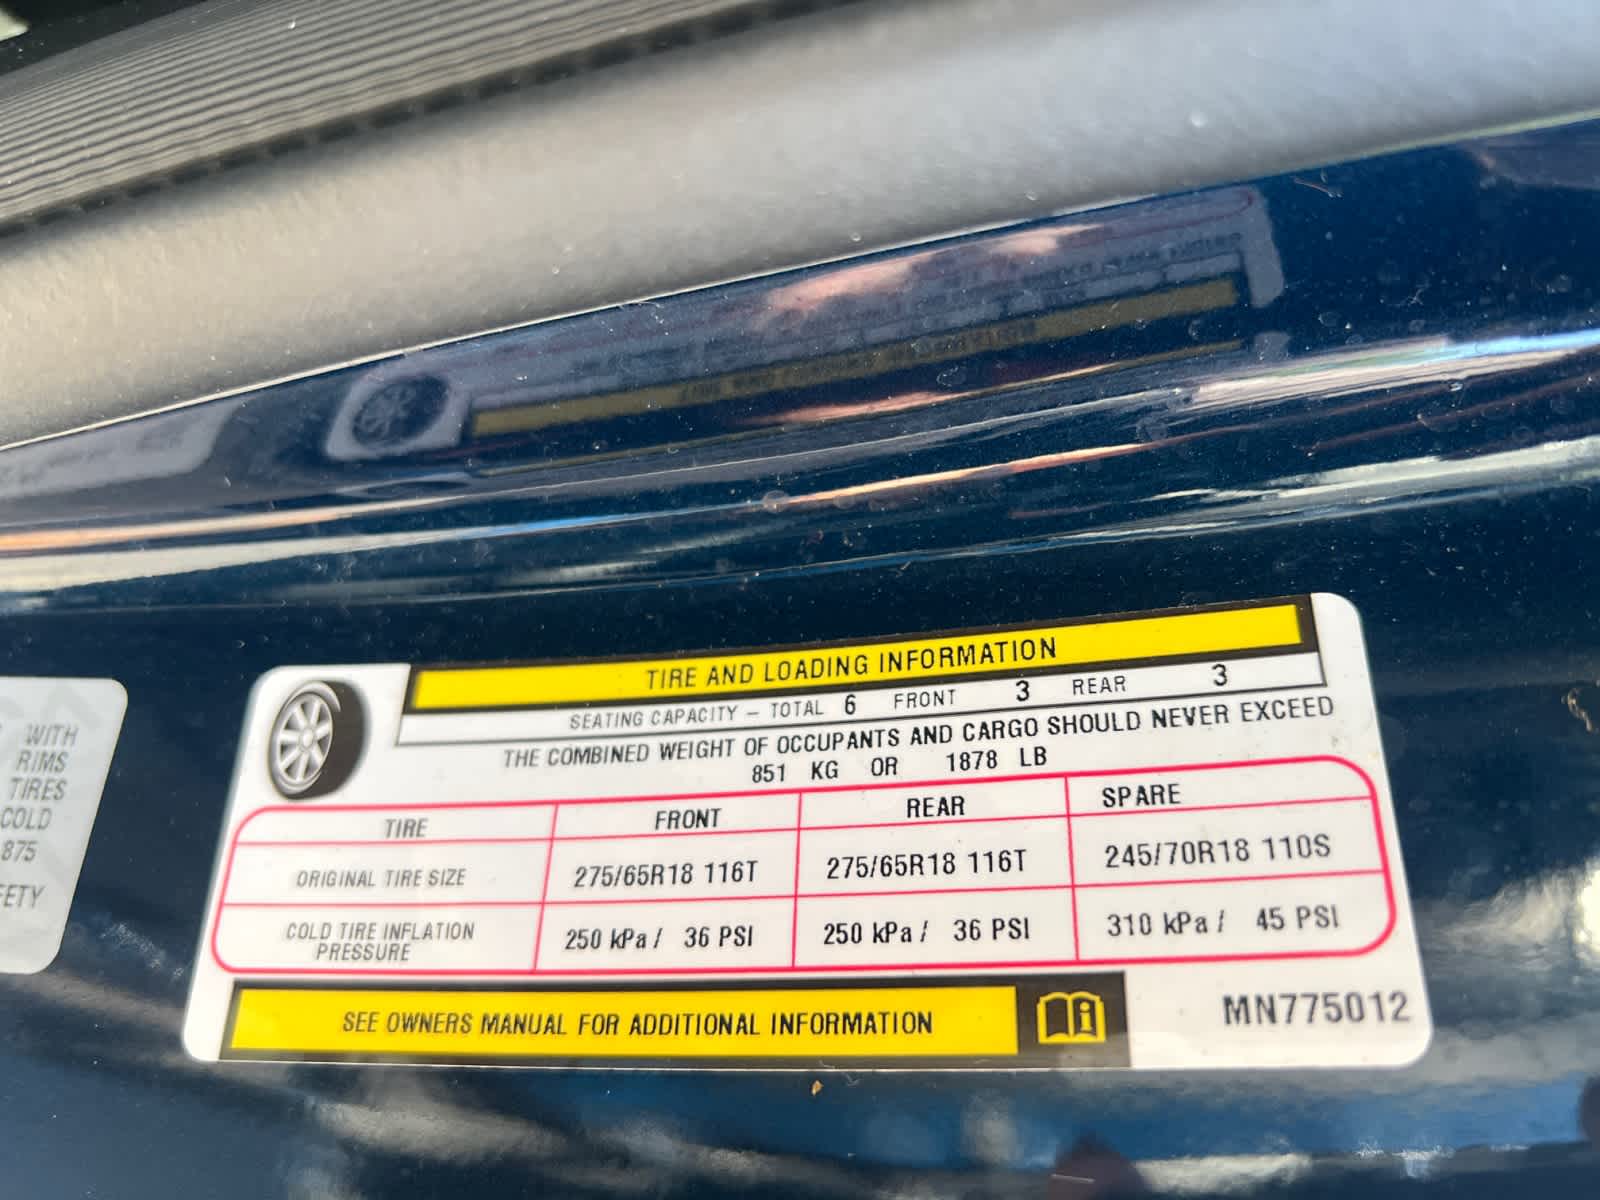 WITH
RIMS
TIRES
COLD
875
TIRE AND LOADING INFORMATION
SEATING CAPACITY – TOTAL 6 FRONT 3 REAR 3
THE COMBINED WEIGHT OF OCCUPANTS AND CARGO SHOULD NEVER EXCEED
851 KG OR 1878 LB
TIRE FRONT REAR SPARE
ORIGINAL TIRE SIZE 275/65R18 116T 275/65R18 116T 245/70R18 110S
COLD TIRE INFLATION
PRESSURE 250 kPa / 36 PSI 250 kPa / 36 PSI 310 kPa / 45 PSI
SEE OWNERS MANUAL FOR ADDITIONAL INFORMATION
MN775012